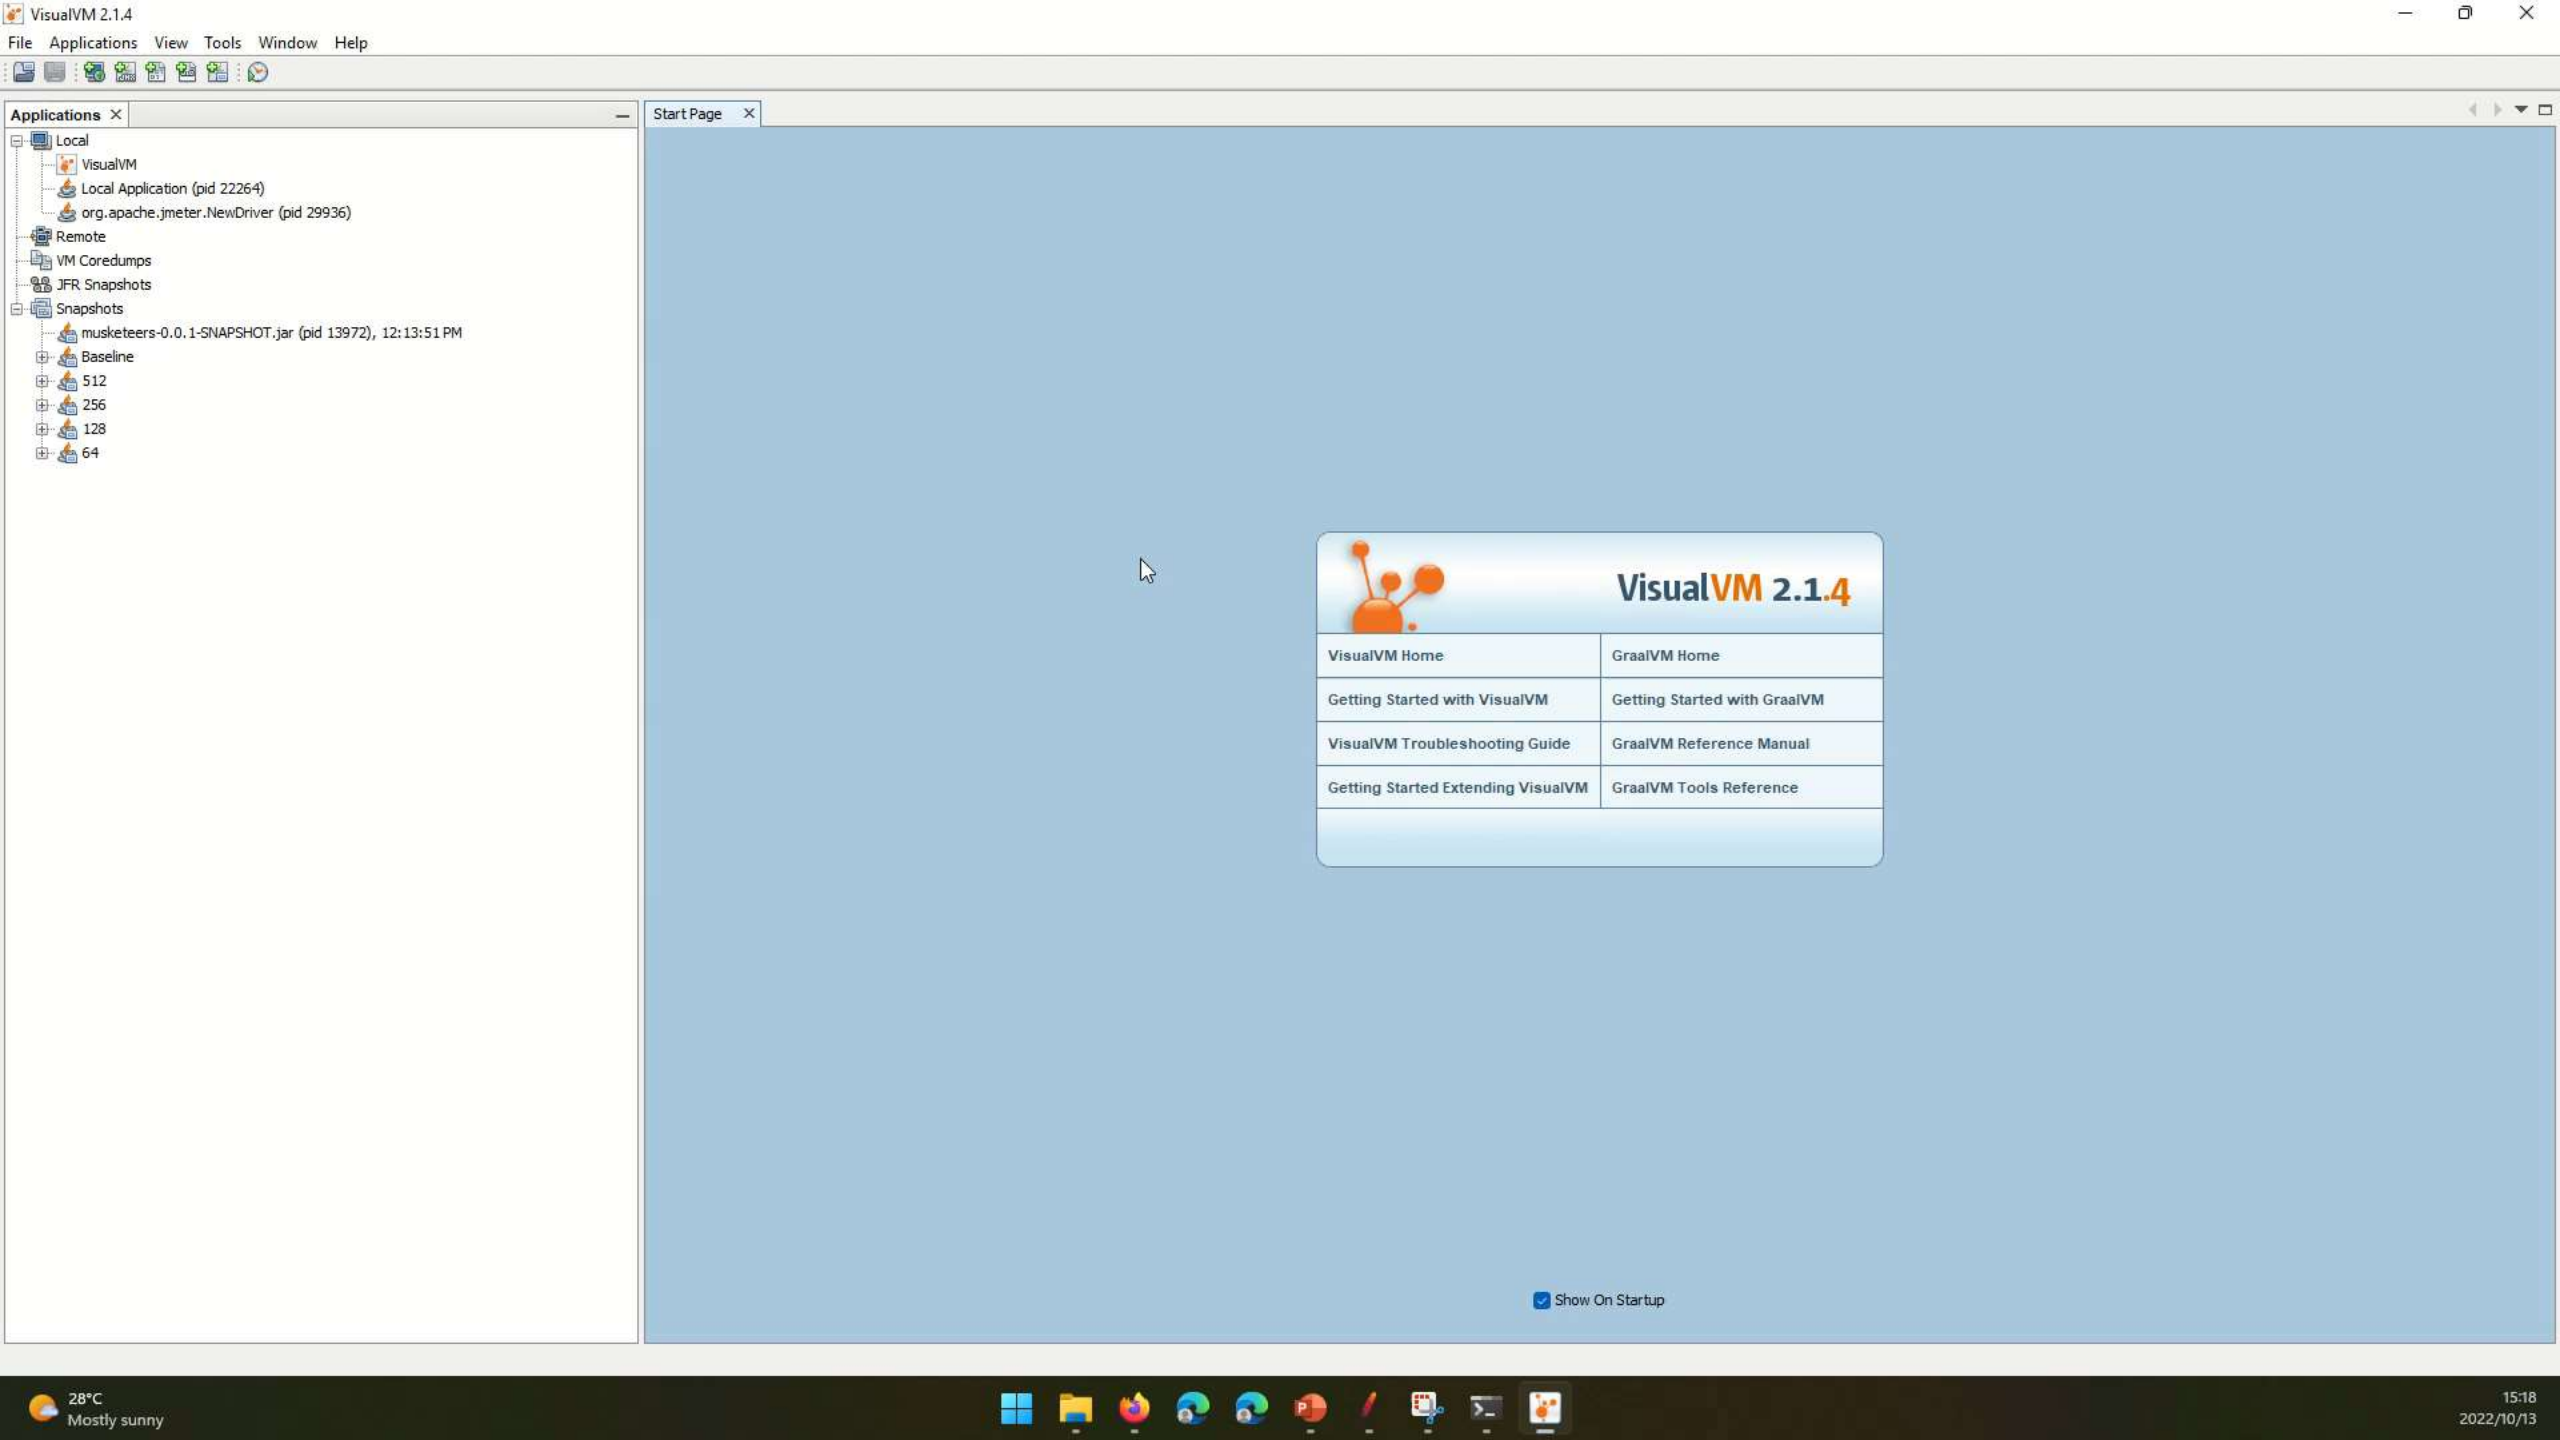 VisualVM 2.1.4
File Applications View Tools Window Help
Applications
Start Page
Local
VisualVM
Local Application (pid 22264)
org.apache.jmeter.NewDriver (pid 29936)
Remote
VM Coredumps
JFR Snapshots
Snapshots
musketeers-0.0.1-SNAPSHOT.jar (pid 13972), 12:13:51 PM
Baseline
512
256
128
64
VisualVM 2.1.4
VisualVM Home
GraalVM Home
Getting Started with VisualVM
Getting Started with GraalVM
VisualVM Troubleshooting Guide
GraalVM Reference Manual
Getting Started Extending VisualVM
GraalVM Tools Reference
Show On Startup
28°C
Mostly sunny
15:18
2022/10/13